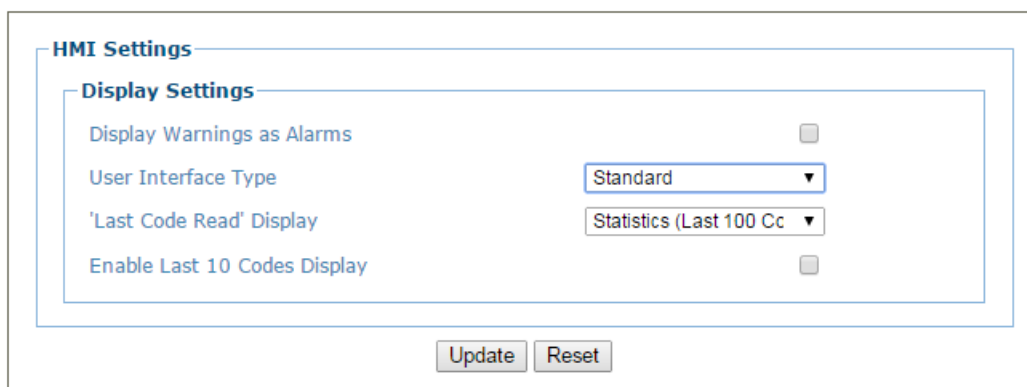 HMI Settings
Display Settings
Display Warnings as Alarms
User Interface Type Standard
'Last Code Read' Display Statistics (Last 100 Cc
Enable Last 10 Codes Display
Update Reset